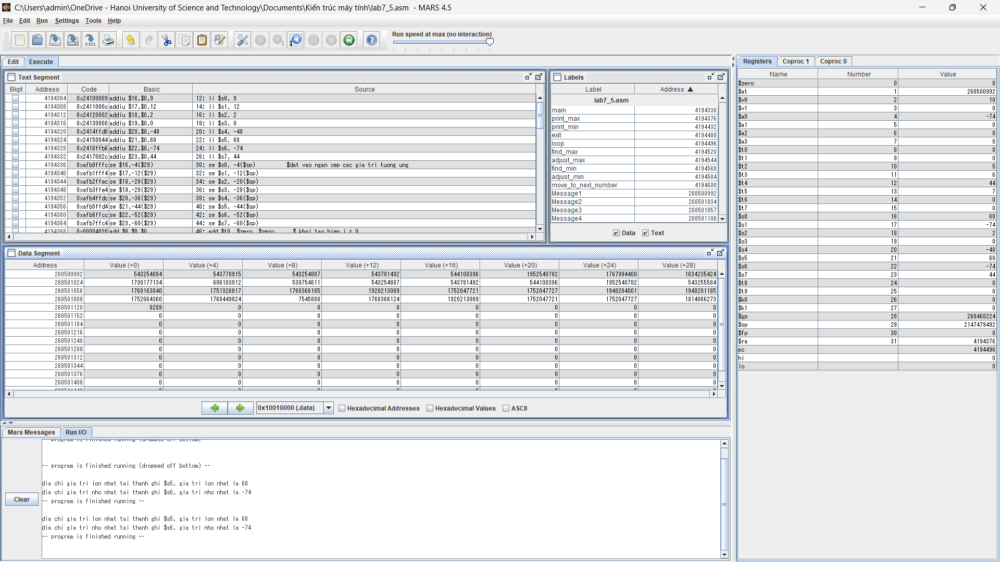 C:\Users\admin\OneDrive - Hanoi University of Science and Technology\Documents\Kiến trúc máy tính\lab7_5.asm - MARS 4.5
File Edit Run Settings Tools Help
Run speed at max (no interaction)
Edit Execute
Text Segment
Bkpt Address Code Basic Source
4194304 0x24100009 addiu $16,$0,9 12: li $s0, 9
4194308 0x2411000c addiu $17,$0,12 14: li $s1, 12
4194312 0x24120002 addiu $18,$0,2 16: li $s2, 2
4194316 0x24130000 addiu $19,$0,0 18: li $s3, 0
4194320 0x2414ffd0 addiu $20,$0,-48 20: li $s4, -48
4194324 0x24150044 addiu $21,$0,68 22: li $s5, 68
4194328 0x2416ffb6 addiu $22,$0,-74 24: li $s6, -74
4194332 0x2417002c addiu $23,$0,44 26: li $s7, 44
4194336 0xafb0fffc sw $16,-4($29) 30: sw $s0, -4($sp) #dat vao ngan xep cac gia tri tuong ung
4194340 0xafb1fff4 sw $17,-12($29) 32: sw $s1, -12($sp)
4194344 0xafb2ffec sw $18,-20($29) 34: sw $s2, -20($sp)
4194348 0xafb3ffe4 sw $19,-28($29) 36: sw $s3, -28($sp)
4194352 0xafb4ffdc sw $20,-36($29) 38: sw $s4, -36($sp)
4194356 0xafb5ffd4 sw $21,-44($29) 40: sw $s5, -44($sp)
4194360 0xafb6ffcc sw $22,-52($29) 42: sw $s6, -52($sp)
4194364 0xafb7ffc4 sw $23,-60($29) 44: sw $s7, -60($sp)
4194368 0x00004020 add $8,$0,$0 46: add $t0, $zero, $zero # khoi tao bien i = 0
Labels
Label Address ▲
lab7_5.asm
main 4194336
print_max 4194376
print_min 4194432
exit 4194488
loop 4194496
find_max 4194520
adjust_max 4194544
find_min 4194560
adjust_min 4194584
move_to_next_number 4194600
Message1 268500992
Message2 268501034
Message3 268501057
Message4 268501100
Data Text
Data Segment
Address Value (+0) Value (+4) Value (+8) Value (+12) Value (+16) Value (+20) Value (+24) Value (+28)
268500992 543254884 543778915 543254887 543781492 544108396 1952540782 1767994400 1634235424
268501024 1730177134 606103912 539754611 543254887 543781492 544108396 1952540782 543255584
268501056 1768163840 1751326817 1768366185 1920213089 1752047721 1752047727 1948284001 1948281185
268501088 1752064360 1768449824 7545888 1768366124 1920213089 1752047721 1752047727 1814066273
268501120 8289 0 0 0 0 0 0 0
268501152 0 0 0 0 0 0 0 0
268501184 0 0 0 0 0 0 0 0
268501216 0 0 0 0 0 0 0 0
268501248 0 0 0 0 0 0 0 0
268501280 0 0 0 0 0 0 0 0
268501312 0 0 0 0 0 0 0 0
268501344 0 0 0 0 0 0 0 0
268501376 0 0 0 0 0 0 0 0
268501408 0 0 0 0 0 0 0 0
0x10010000 (.data) Hexadecimal Addresses Hexadecimal Values ASCII
Mars Messages Run I/O
-- program is finished running (dropped off bottom) --
-- program is finished running (dropped off bottom) --
dia chi gia tri lon nhat tai thanh ghi $s5, gia tri lon nhat la 68
dia chi gia tri nho nhat tai thanh ghi $s6, gia tri nho nhat la -74
-- program is finished running --
dia chi gia tri lon nhat tai thanh ghi $s5, gia tri lon nhat la 68
dia chi gia tri nho nhat tai thanh ghi $s6, gia tri nho nhat la -74
-- program is finished running --
Clear
Registers Coproc 1 Coproc 0
Name Number Value
$zero 0 0
$at 1 268500992
$v0 2 10
$v1 3 0
$a0 4 -74
$a1 5 0
$a2 6 0
$a3 7 0
$t0 8 8
$t1 9 0
$t2 10 5
$t3 11 6
$t4 12 44
$t5 13 7
$t6 14 0
$t7 15 0
$s0 16 68
$s1 17 -74
$s2 18 2
$s3 19 0
$s4 20 -48
$s5 21 68
$s6 22 -74
$s7 23 44
$t8 24 0
$t9 25 0
$k0 26 0
$k1 27 0
$gp 28 268468224
$sp 29 2147479492
$fp 30 0
$ra 31 4194376
pc 4194496
hi 0
lo 0